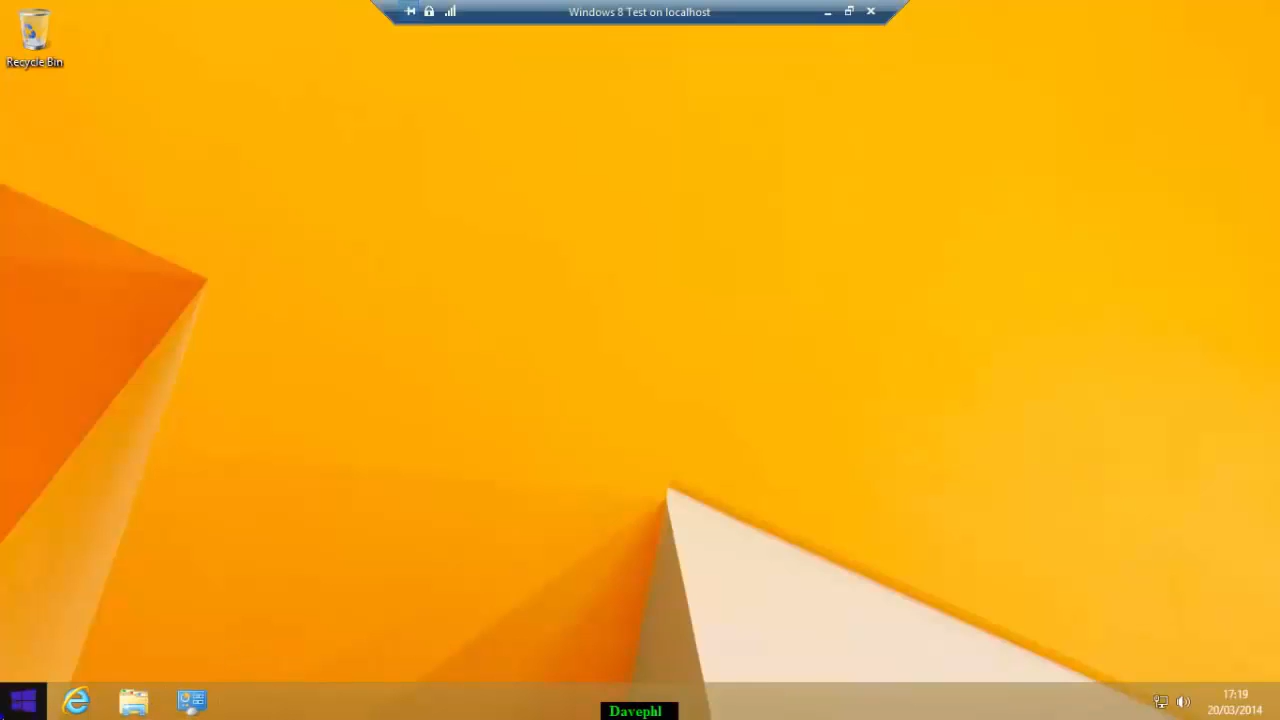 Windows 8 Test on localhost
Recycle Bin
17:19
20/03/2014
Davephl